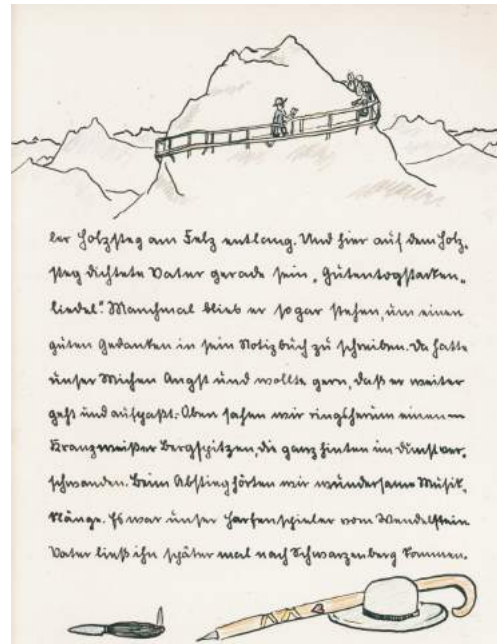 ler Holzsteg am Fels entlang. Und hier auf dem Holz-
steg dichtete Vater gerade sein „Gutentagstarken-
liedel“. Manchmal blieb er sogar stehen, um einen
guten Gedanken in sein Notizbuch zu schreiben. Da hatte
unser Michen Angst und wollte gern, daß er weiter
geht und aufpaßt. Oben sahen wir ringsherum einen
Kranz weißer Bergspitzen, die ganz hinten im Dunst ver-
schwanden. Beim Abstieg hörten wir wundersame Musik-
klänge. Es war unser Harfenspieler vom Wendelstein
Vater ließ ihn später mal nach Schwarzenberg kommen.